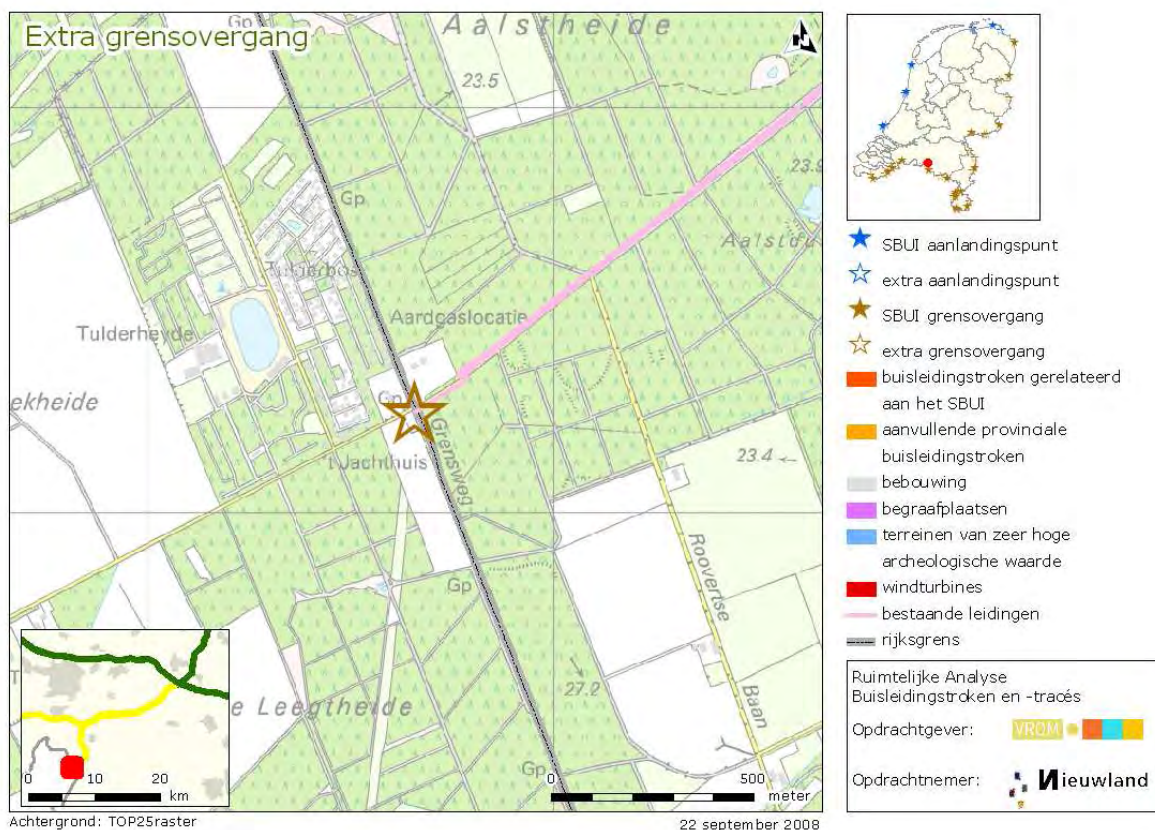 Extra grensovergang
Aalstheide
23.5
Gp
23.9
Tulderheyde
Aardgaslocatie
ekheide
Gp
't Jachthuis
Grensweg
23.4
Roovertse
Baan
Gp
27.2
e Leegtheide
Gp
0 10 20
km
0 500
meter
Achtergrond: TOP25raster
22 september 2008
N
SBUI aanlandingspunt
extra aanlandingspunt
SBUI grensovergang
extra grensovergang
buisleidingstroken gerelateerd
aan het SBUI
aanvullende provinciale
buisleidingstroken
bebouwing
begraafplaatsen
terreinen van zeer hoge
archeologische waarde
windturbines
bestaande leidingen
rijksgrens
Ruimtelijke Analyse
Buisleidingstroken en -tracés
Opdrachtgever: VROM
Opdrachtnemer: Nieuwland